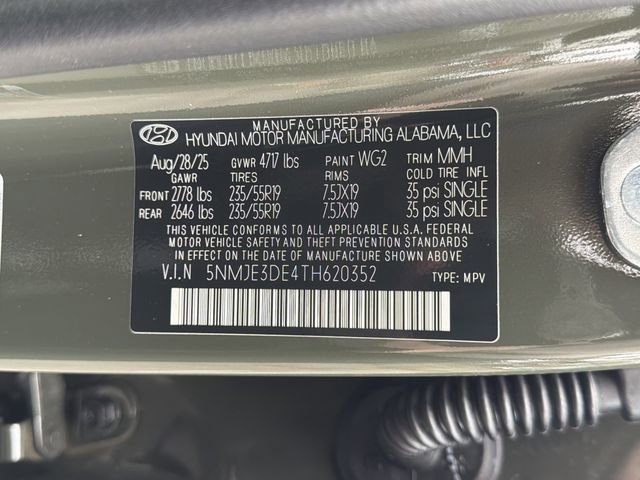 MANUFACTURED BY
HYUNDAI MOTOR MANUFACTURING ALABAMA, LLC
Aug/28/25 GVWR 4717 lbs PAINT WG2 TRIM MMH
GAWR TIRES RIMS COLD TIRE INFL
FRONT 2778 lbs 235/55R19 7.5JX19 35 psi SINGLE
REAR 2646 lbs 235/55R19 7.5JX19 35 psi SINGLE
THIS VEHICLE CONFORMS TO ALL APPLICABLE U.S.A. FEDERAL
MOTOR VEHICLE SAFETY AND THEFT PREVENTION STANDARDS
IN EFFECT ON THE DATE OF MANUFACTURE SHOWN ABOVE
V.I.N 5NMJE3DE4TH620352 TYPE: MPV